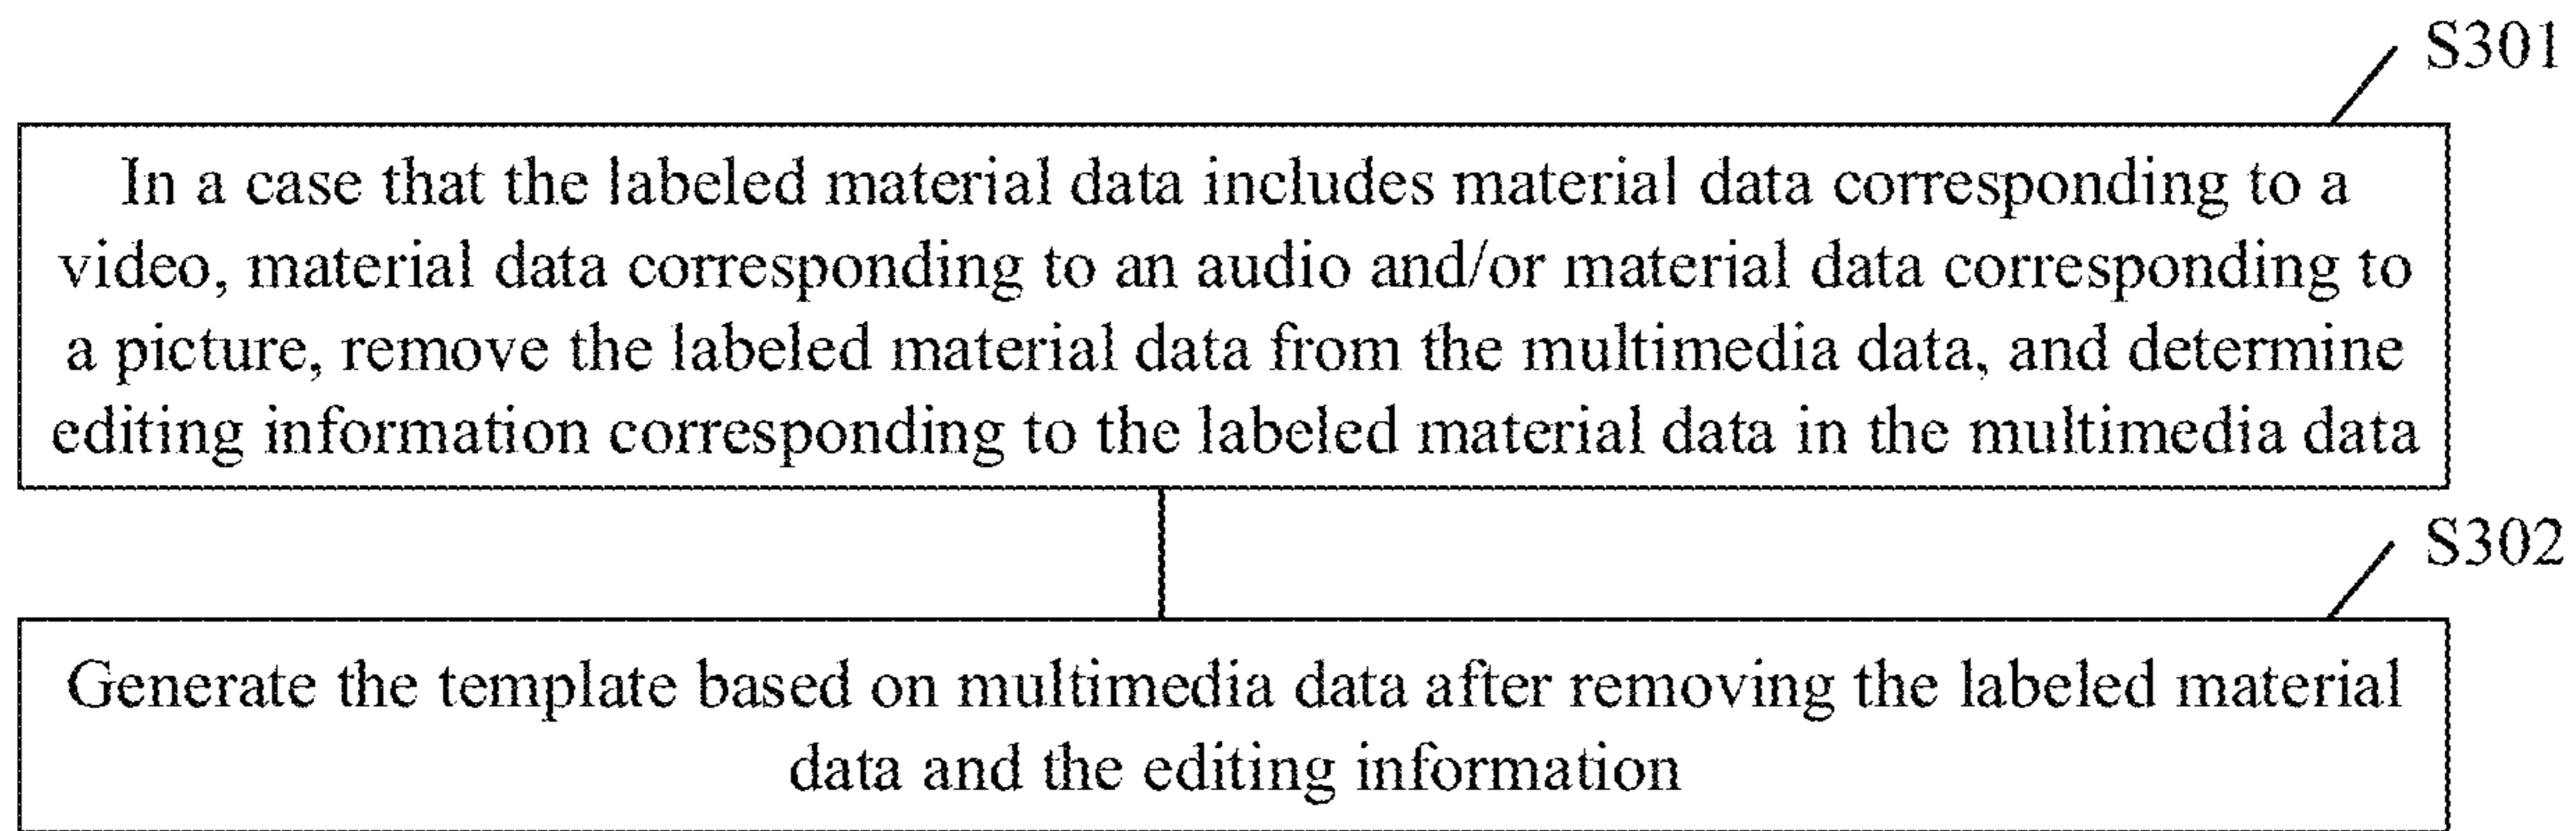 S301
In a case that the labeled material data includes material data corresponding to a
video, material data corresponding to an audio and/or material data corresponding to
a picture, remove the labeled material data from the multimedia data, and determine
editing information corresponding to the labeled material data in the multimedia data
S302
Generate the template based on multimedia data after removing the labeled material
data and the editing information